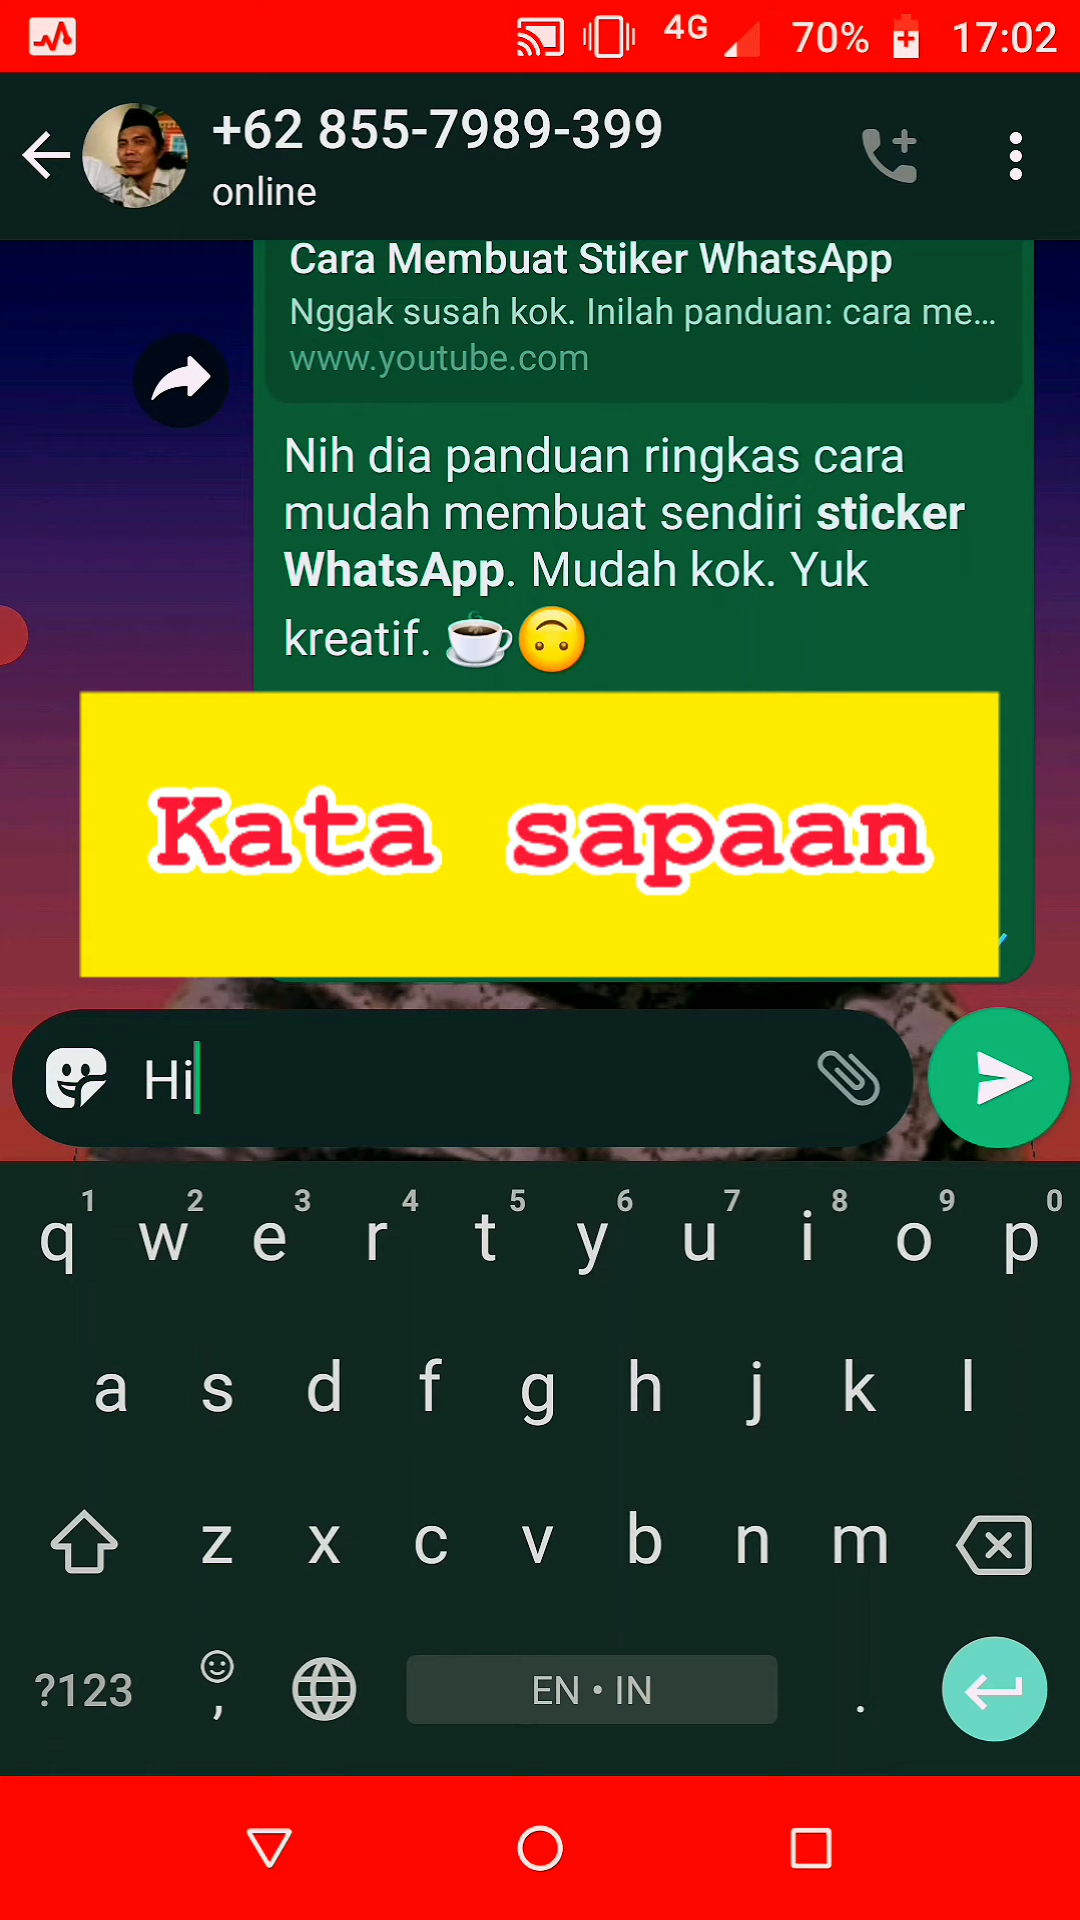 4G 70% 17:02
+62 855-7989-399
online
Cara Membuat Stiker WhatsApp
Nggak susah kok. Inilah panduan: cara me...
www.youtube.com
Nih dia panduan ringkas cara
mudah membuat sendiri sticker
WhatsApp. Mudah kok. Yuk
kreatif. ☕🙃
Kata sapaan
Hi
1 2 3 4 5 6 7 8 9 0
q w e r t y u i o p
a s d f g h j k l
z x c v b n m
?123 , EN • IN .